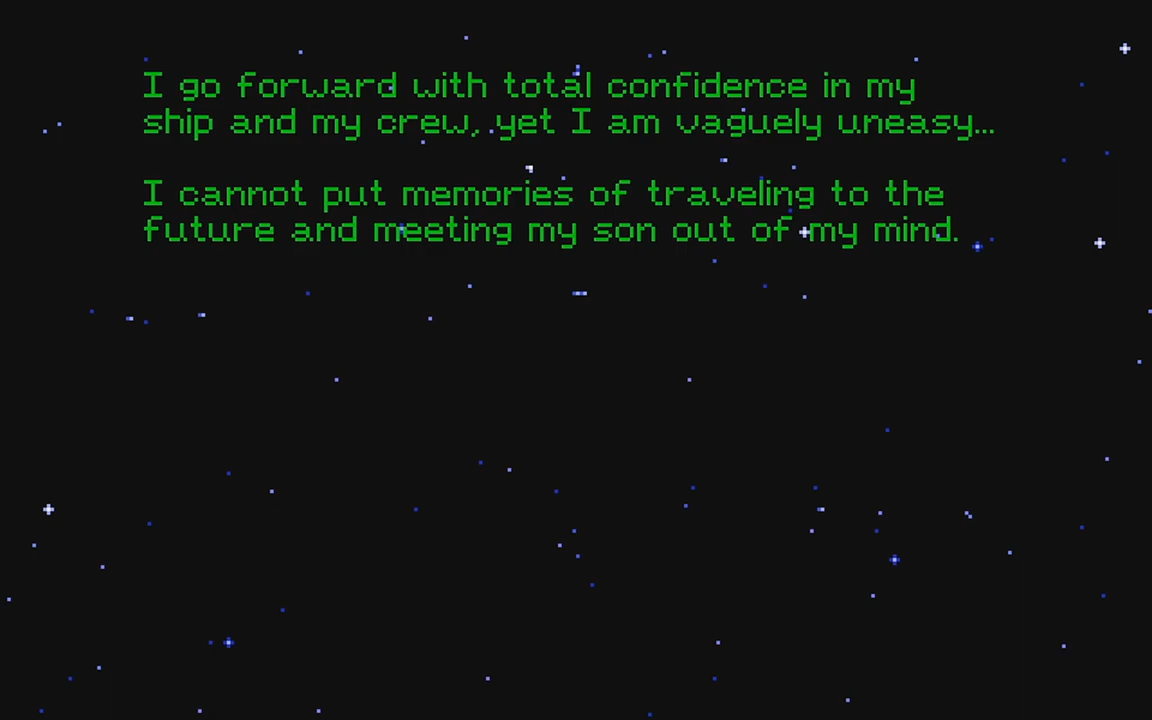 I go forward with total confidence in my
ship and my crew, yet I am vaguely uneasy...
I cannot put memories of traveling to the
future and meeting my son out of my mind.